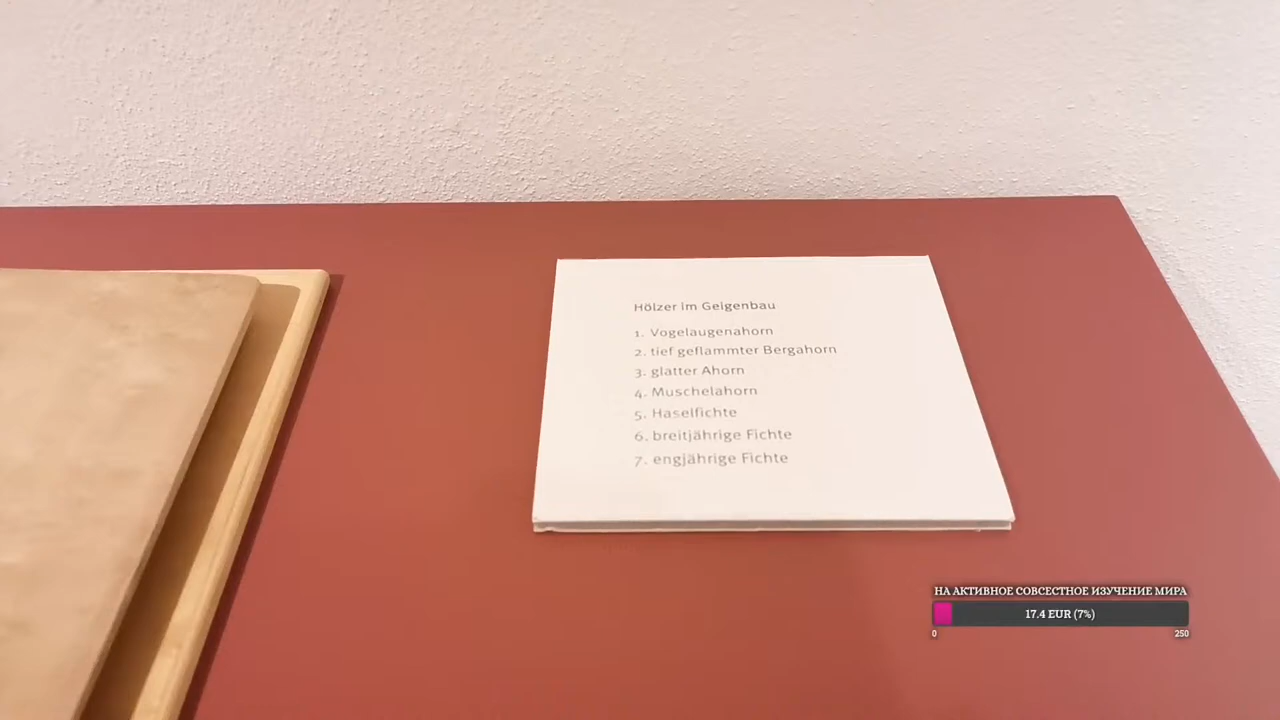 Hölzer im Geigenbau
1. Vogelaugenahorn
2. tief geflammter Bergahorn
3. glatter Ahorn
4. Muschelahorn
5. Haselfichte
6. breitjährige Fichte
7. engjährige Fichte
НА АКТИВНОЕ СОВСЕСТНОЕ ИЗУЧЕНИЕ МИРА
17.4 EUR (7%)
0 250